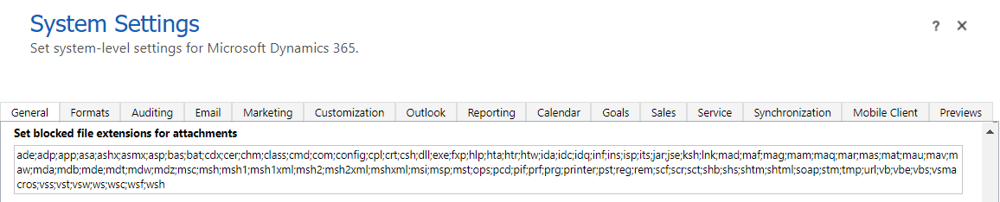 System Settings
? ✕
Set system-level settings for Microsoft Dynamics 365.
General Formats Auditing Email Marketing Customization Outlook Reporting Calendar Goals Sales Service Synchronization Mobile Client Previews
Set blocked file extensions for attachments
ade;adp;app;asa;ashx;asmx;asp;bas;bat;cdx;cer;chm;class;cmd;com;config;cpl;crt;csh;dll;exe;fxp;hlp;hta;htr;htw;ida;idc;idq;inf;ins;isp;its;jar;jse;ksh;lnk;mad;maf;mag;mam;maq;mar;mas;mat;mau;mav;m
aw;mda;mdb;mde;mdt;mdw;mdz;msc;msh;msh1;msh1xml;msh2;msh2xml;mshxml;msi;msp;mst;ops;pcd;pif;prf;prg;printer;pst;reg;rem;scf;scr;sct;shb;shs;shtm;shtml;soap;stm;tmp;url;vb;vbe;vbs;vsma
cros;vss;vst;vsw;ws;wsc;wsf;wsh